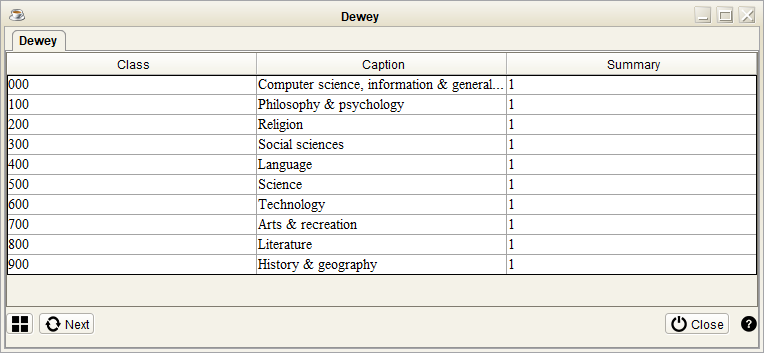 Dewey
Dewey
Class Caption Summary
000 Computer science, information & general... 1
100 Philosophy & psychology 1
200 Religion 1
300 Social sciences 1
400 Language 1
500 Science 1
600 Technology 1
700 Arts & recreation 1
800 Literature 1
900 History & geography 1
Next Close ?